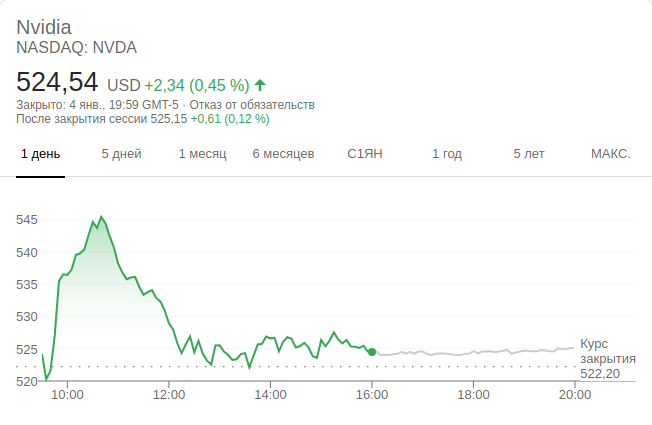 Nvidia
NASDAQ: NVDA
524,54 USD +2,34 (0,45 %) ↑
Закрыто: 4 янв., 19:59 GMT-5 · Отказ от обязательств
После закрытия сессии 525,15 +0,61 (0,12 %)
1 день 5 дней 1 месяц 6 месяцев С1ЯН 1 год 5 лет МАКС.
545
540
535
530
525
520
Курс
закрытия
522,20
10:00 12:00 14:00 16:00 18:00 20:00